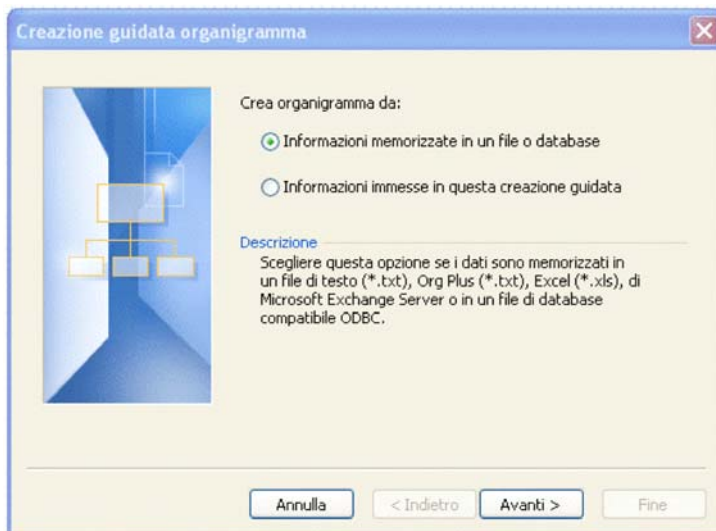 Creazione guidata organigramma
Crea organigramma da:
Informazioni memorizzate in un file o database
Informazioni immesse in questa creazione guidata
Descrizione
Scegliere questa opzione se i dati sono memorizzati in
un file di testo (*.txt), Org Plus (*.txt), Excel (*.xls), di
Microsoft Exchange Server o in un file di database
compatibile ODBC.
Annulla
< Indietro
Avanti >
Fine